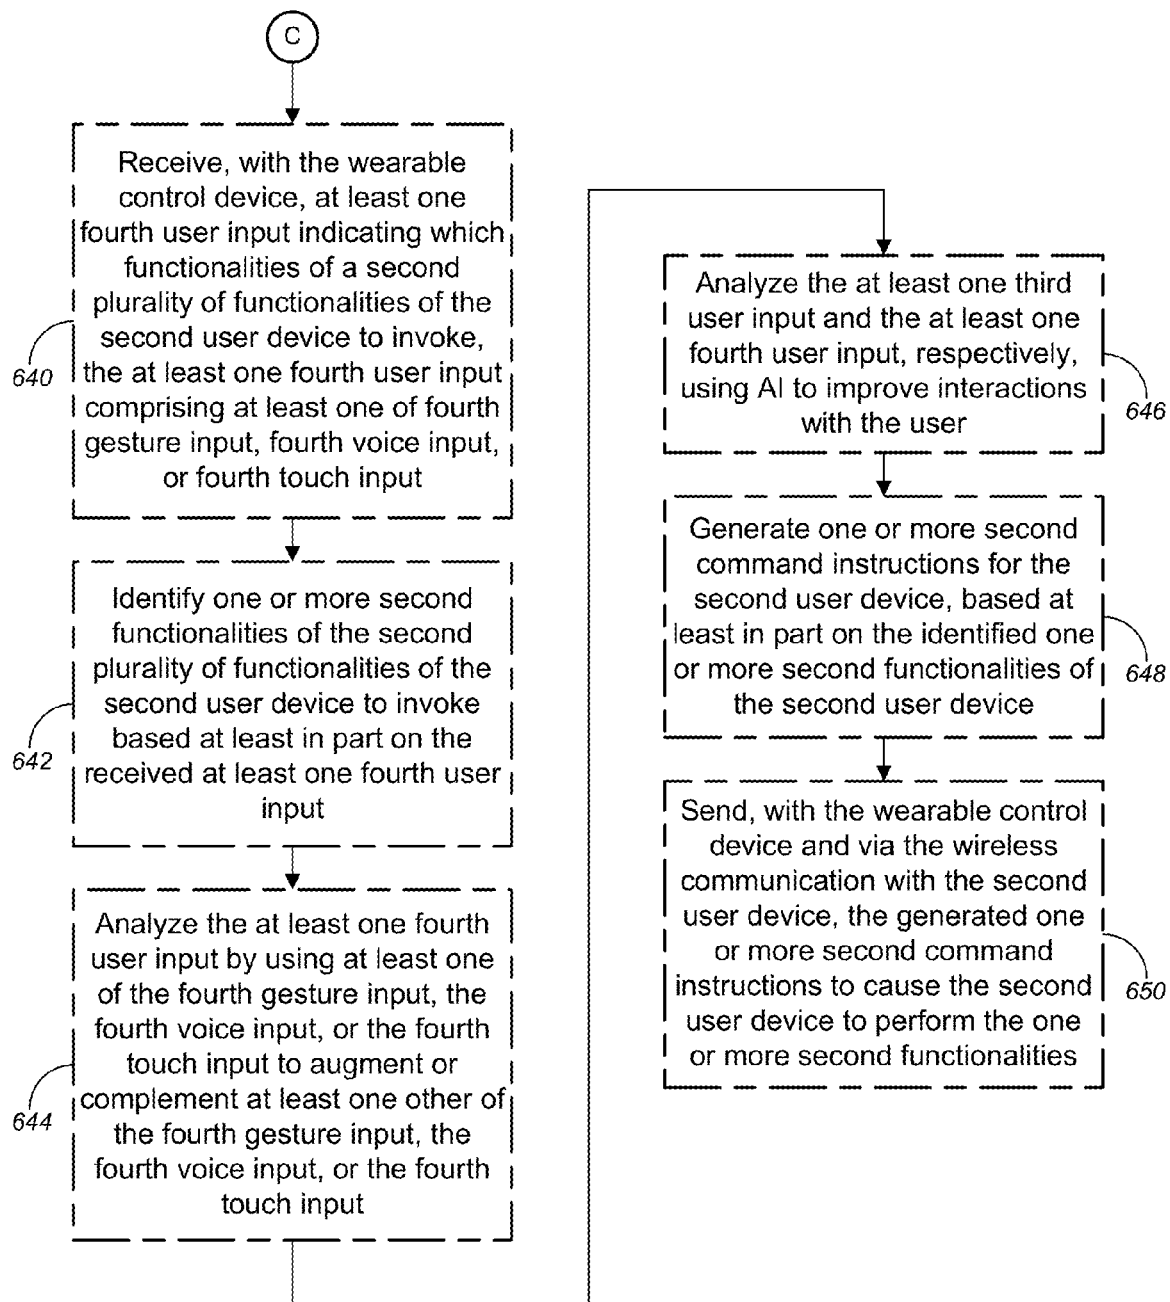 C
Receive, with the wearable
control device, at least one
fourth user input indicating which
functionalities of a second
plurality of functionalities of the
second user device to invoke,
the at least one fourth user input
comprising at least one of fourth
gesture input, fourth voice input,
or fourth touch input
640
Identify one or more second
functionalities of the second
plurality of functionalities of the
second user device to invoke
based at least in part on the
received at least one fourth user
input
642
Analyze the at least one fourth
user input by using at least one
of the fourth gesture input, the
fourth voice input, or the fourth
touch input to augment or
complement at least one other of
the fourth gesture input, the
fourth voice input, or the fourth
touch input
644
Analyze the at least one third
user input and the at least one
fourth user input, respectively,
using AI to improve interactions
with the user
646
Generate one or more second
command instructions for the
second user device, based at
least in part on the identified one
or more second functionalities of
the second user device
648
Send, with the wearable control
device and via the wireless
communication with the second
user device, the generated one
or more second command
instructions to cause the second
user device to perform the one
or more second functionalities
650